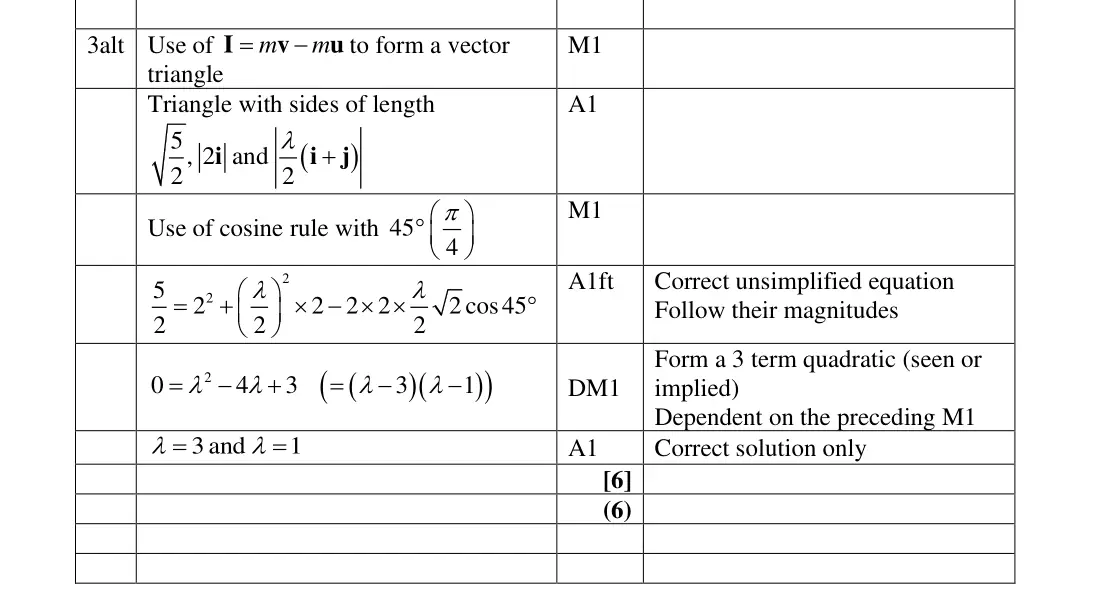 3alt Use of I = mv − mu to form a vector M1
triangle
Triangle with sides of length A1
√(5/2), |2i| and |λ/2 (i + j)|
Use of cosine rule with 45° (π/4) M1
5/2 = 2² + (λ/2)² × 2 − 2 × 2 × λ/2 √2 cos 45° A1ft Correct unsimplified equation
Follow their magnitudes
0 = λ² − 4λ + 3 (= (λ − 3)(λ − 1)) DM1 Form a 3 term quadratic (seen or
implied)
Dependent on the preceding M1
λ = 3 and λ = 1 A1 Correct solution only
[6]
(6)